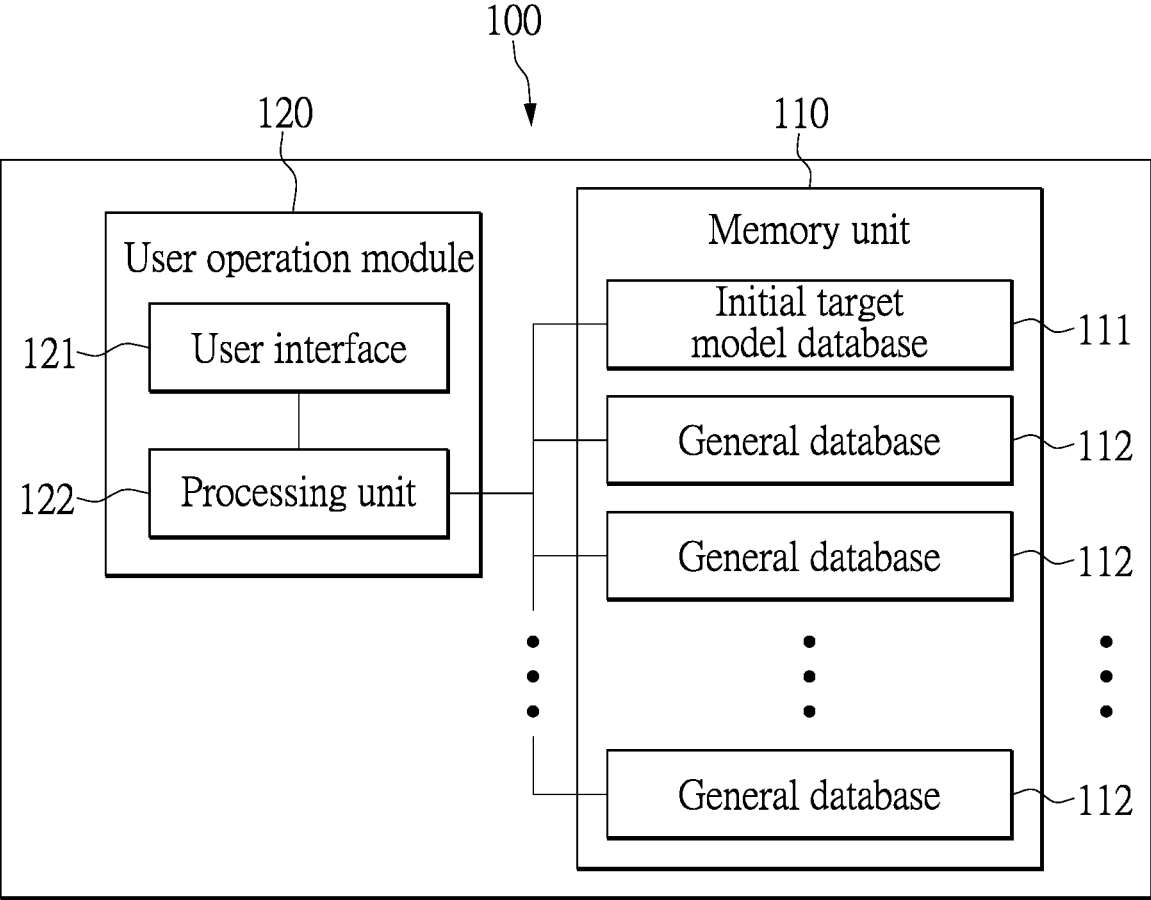 100
120
110
User operation module
Memory unit
Initial target
model database
111
User interface
121
General database
112
Processing unit
122
General database
112
General database
112